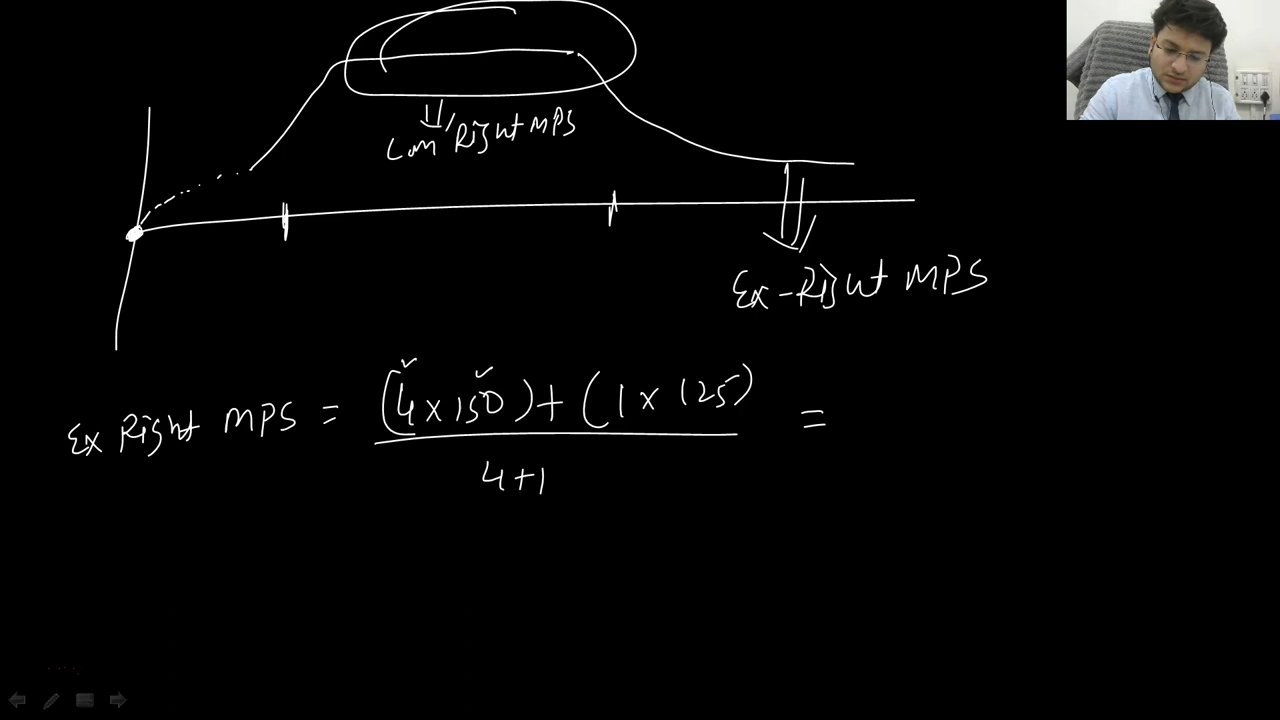 Cum Right MPS
Ex-Right MPS
Ex Right MPS = (4 x 150) + (1 x 125) =
4+1